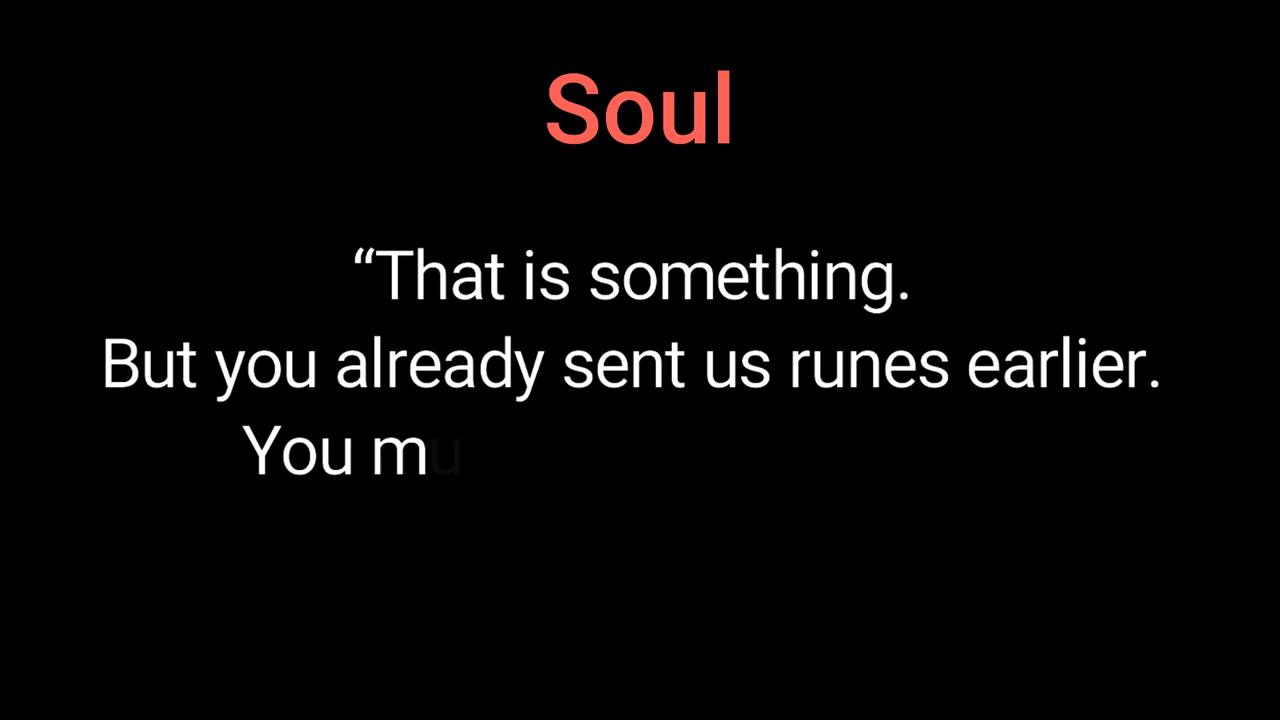 Soul
“That is something.
But you already sent us runes earlier.
You mu